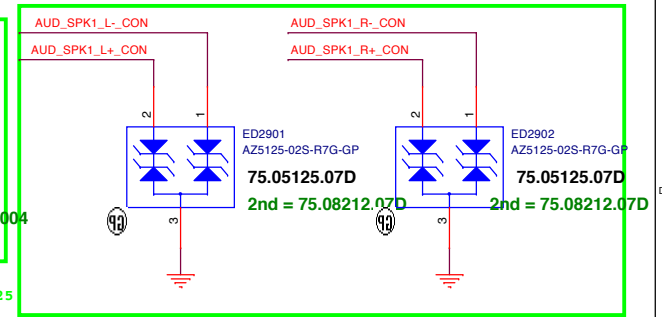 AUD_SPK1_L-_CON
AUD_SPK1_L+_CON
2
1
ED2901
AZ5125-02S-R7G-GP
75.05125.07D
2nd = 75.08212.07D
GP
3
AUD_SPK1_R-_CON
AUD_SPK1_R+_CON
2
1
ED2902
AZ5125-02S-R7G-GP
75.05125.07D
2nd = 75.08212.07D
GP
3
004
25